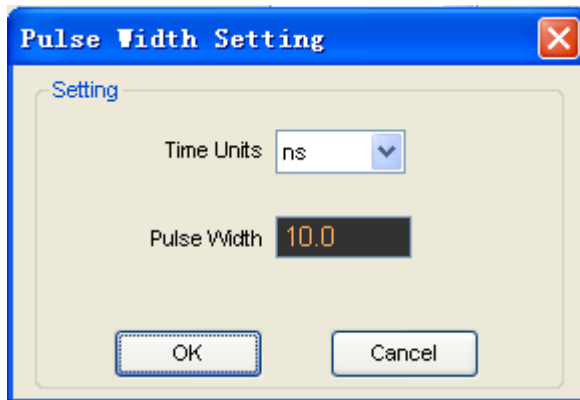 Pulse Width Setting
Setting
Time Units ns
Pulse Width 10.0
OK Cancel